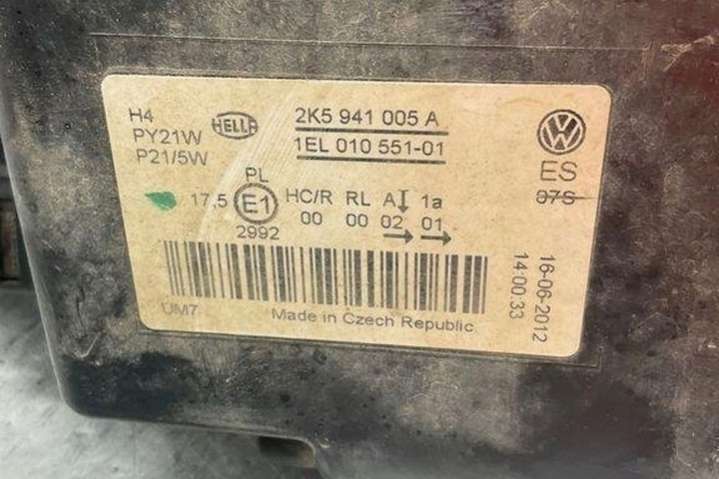 H4
PY21W
P21/5W
HELLA
2K5 941 005 A
1EL 010 551-01
VW
ES
07S
PL
17,5
E1
2992
HC/R RL A 1a
00 00 02 01
UM7
Made in Czech Republic
16-06-2012
14:00:33